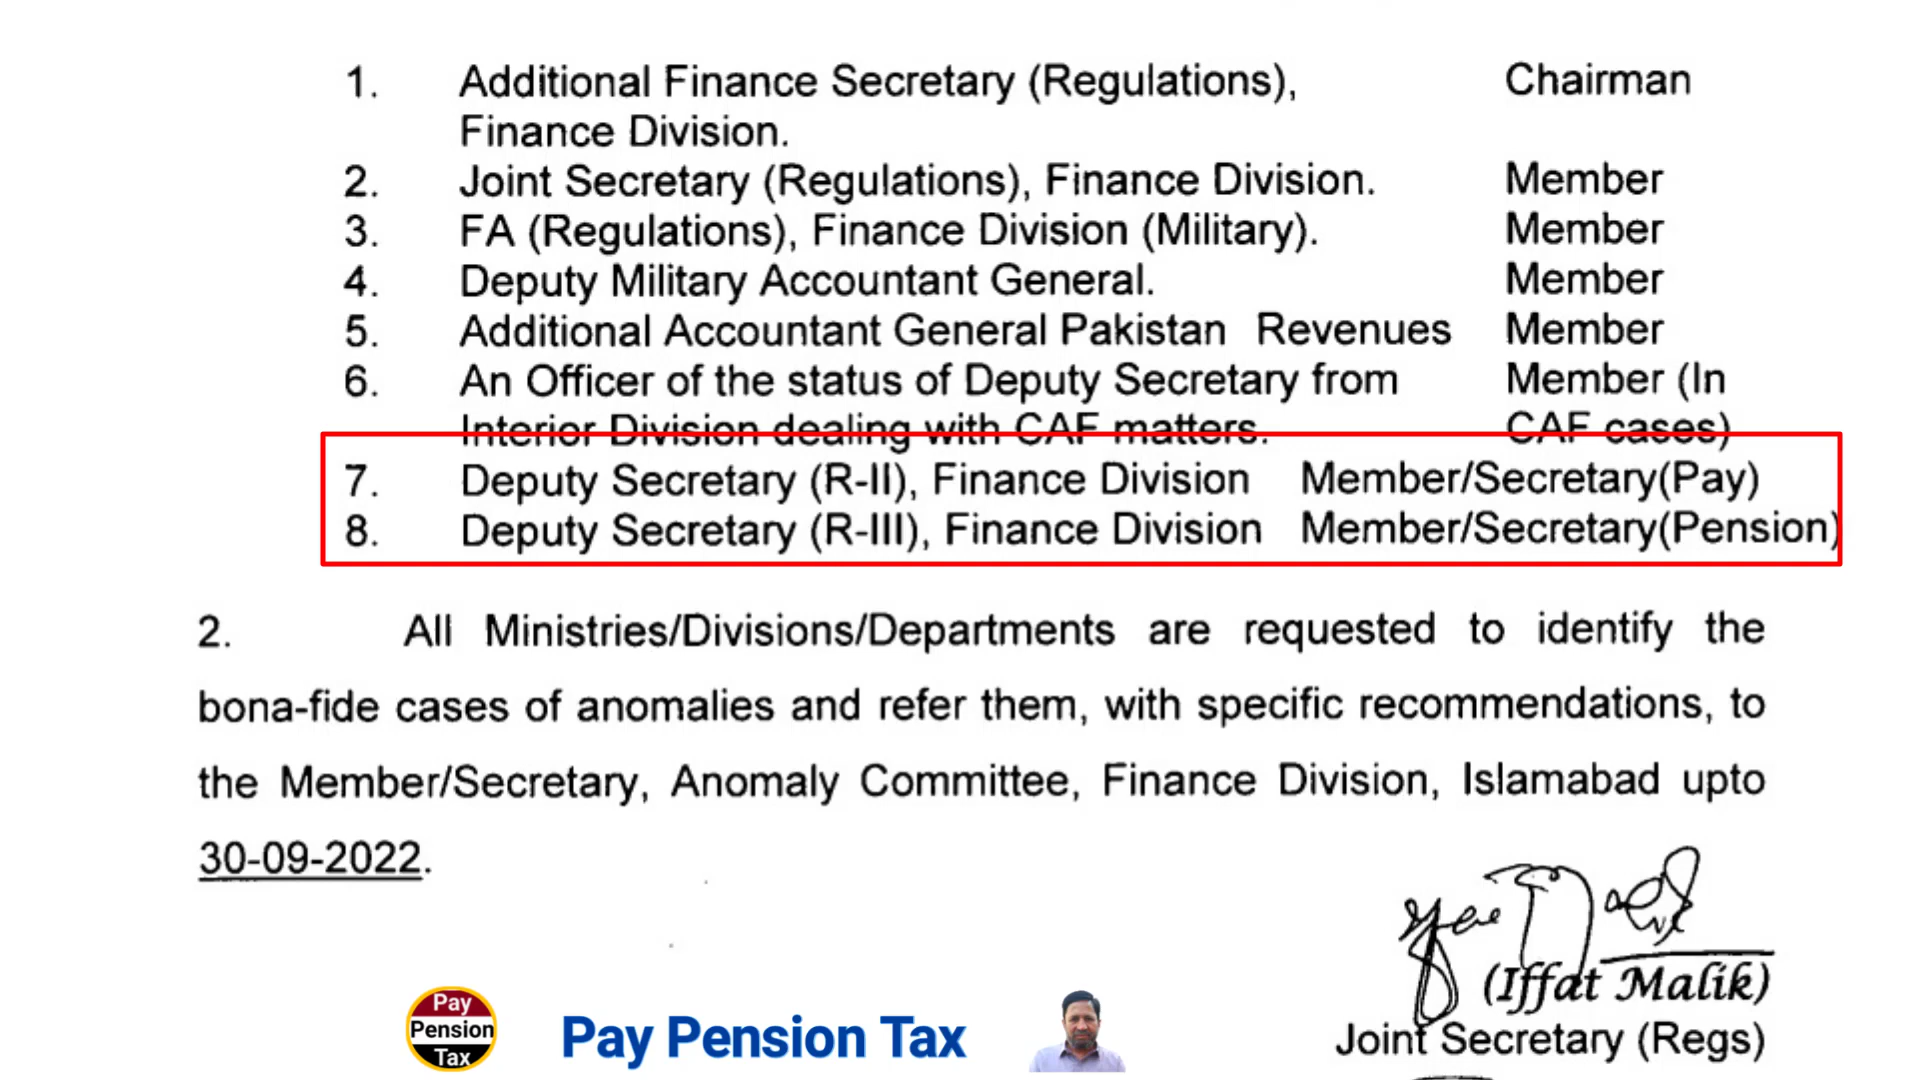 1. Additional Finance Secretary (Regulations), Chairman
Finance Division.
2. Joint Secretary (Regulations), Finance Division. Member
3. FA (Regulations), Finance Division (Military). Member
4. Deputy Military Accountant General. Member
5. Additional Accountant General Pakistan Revenues Member
6. An Officer of the status of Deputy Secretary from Member (In
Interior Division dealing with CAF matters. CAF cases)
7. Deputy Secretary (R-II), Finance Division Member/Secretary(Pay)
8. Deputy Secretary (R-III), Finance Division Member/Secretary(Pension)
2. All Ministries/Divisions/Departments are requested to identify the
bona-fide cases of anomalies and refer them, with specific recommendations, to
the Member/Secretary, Anomaly Committee, Finance Division, Islamabad upto
30-09-2022.
(Iffat Malik)
Joint Secretary (Regs)
Pay
Pension
Tax
Pay Pension Tax